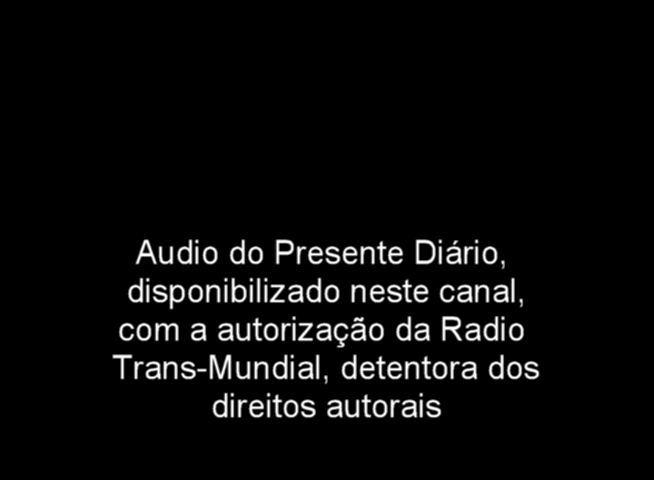 Audio do Presente Diário,
disponibilizado neste canal,
com a autorização da Radio
Trans-Mundial, detentora dos
direitos autorais